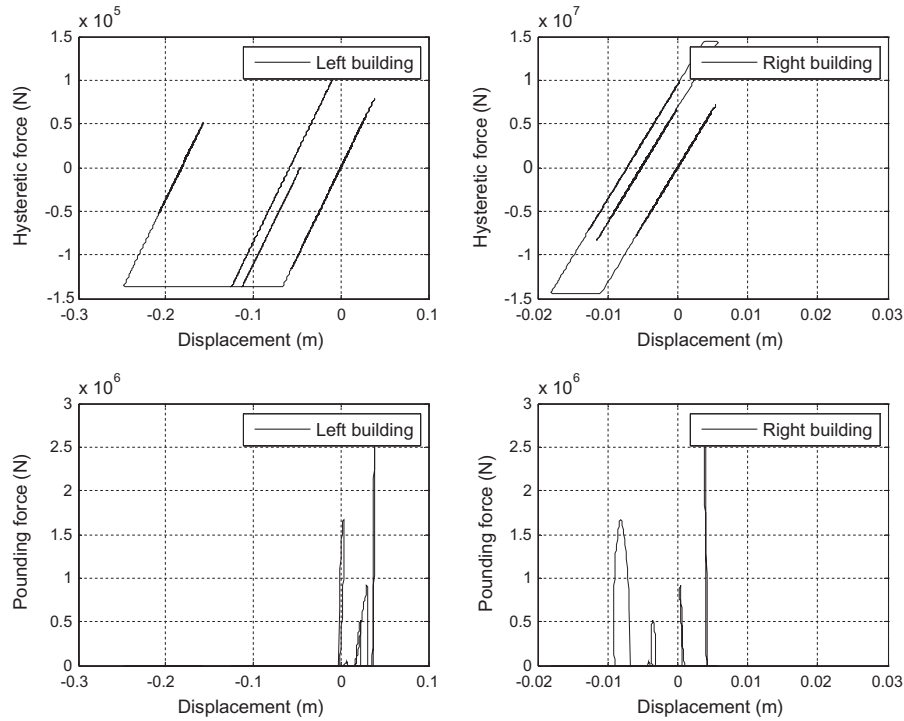 x 10^5
1.5
1
0.5
0
-0.5
-1
-1.5
Hysteretic force (N)
Left building
-0.3 -0.2 -0.1 0 0.1
Displacement (m)
x 10^7
1.5
1
0.5
0
-0.5
-1
-1.5
Hysteretic force (N)
Right building
-0.02 -0.01 0 0.01 0.02 0.03
Displacement (m)
x 10^6
3
2.5
2
1.5
1
0.5
0
Pounding force (N)
Left building
-0.3 -0.2 -0.1 0 0.1
Displacement (m)
x 10^6
3
2.5
2
1.5
1
0.5
0
Pounding force (N)
Right building
-0.02 -0.01 0 0.01 0.02 0.03
Displacement (m)